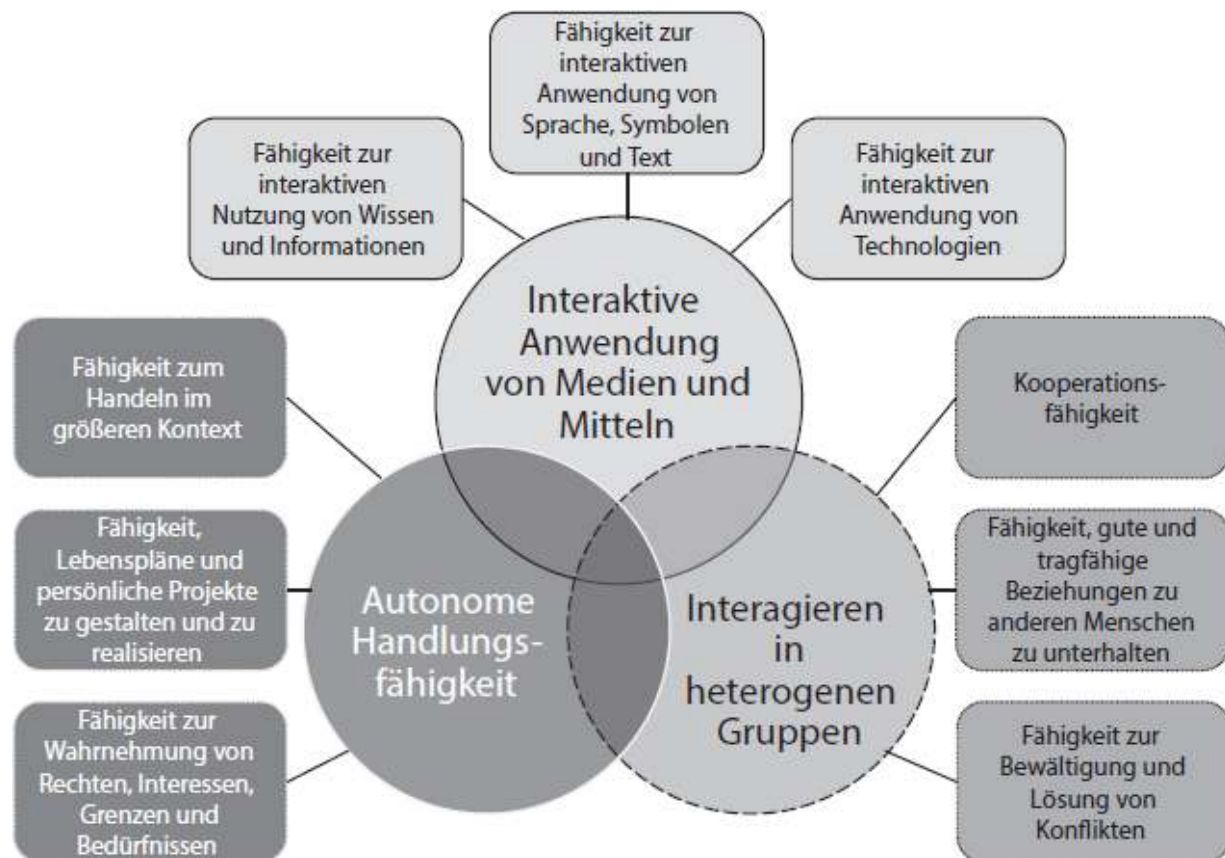 Fähigkeit zur
interaktiven
Anwendung von
Sprache, Symbolen
und Text
Fähigkeit zur
interaktiven
Nutzung von Wissen
und Informationen
Fähigkeit zur
interaktiven
Anwendung von
Technologien
Interaktive
Anwendung
von Medien und
Mitteln
Fähigkeit zum
Handeln im
größeren Kontext
Kooperations-
fähigkeit
Fähigkeit,
Lebenspläne und
persönliche Projekte
zu gestalten und zu
realisieren
Autonome
Handlungs-
fähigkeit
Interagieren
in
heterogenen
Gruppen
Fähigkeit, gute und
tragfähige
Beziehungen zu
anderen Menschen
zu unterhalten
Fähigkeit zur
Wahrnehmung von
Rechten, Interessen,
Grenzen und
Bedürfnissen
Fähigkeit zur
Bewältigung und
Lösung von
Konflikten